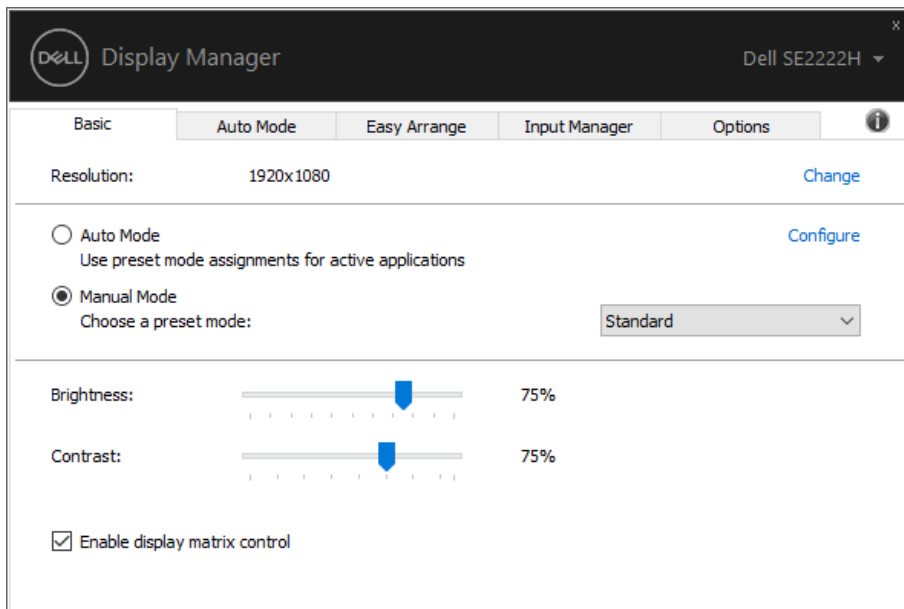 x
DELL Display Manager Dell SE2222H
Basic Auto Mode Easy Arrange Input Manager Options i
Resolution: 1920x1080 Change
Auto Mode Configure
Use preset mode assignments for active applications
Manual Mode
Choose a preset mode: Standard
Brightness: 75%
Contrast: 75%
Enable display matrix control